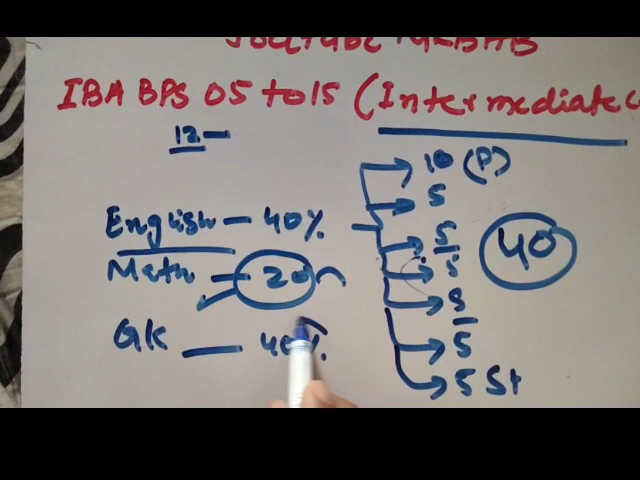 IBA BPS 05 to 15 (Intermediate
12 —
English — 40%
Math — 20
GK — 40%
10 (P)
5
5
5
5
5
5 St
40